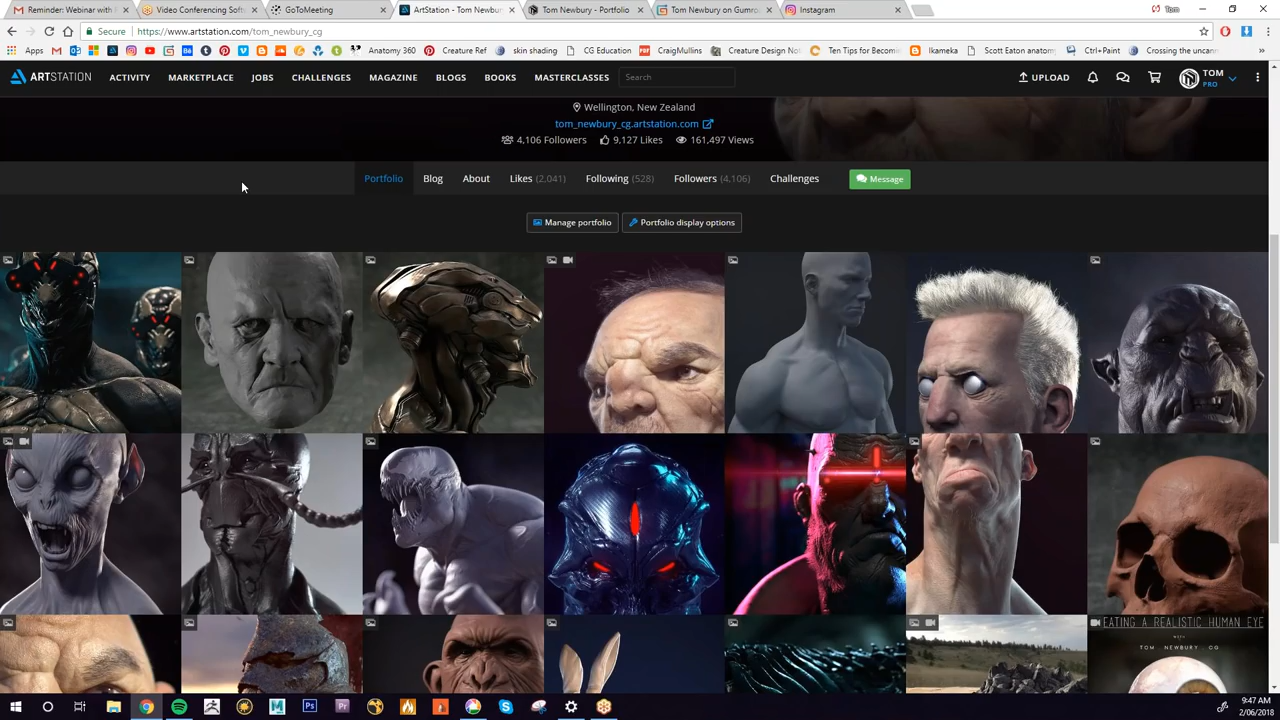 Reminder: Webinar with
Video Conferencing Soft
GoToMeeting
ArtStation - Tom Newbu
Tom Newbury - Portfolio
Tom Newbury on Gumro
Instagram
Tom
Secure
https://www.artstation.com/tom_newbury_cg
Apps
Anatomy 360
Creature Ref
skin shading
CG Education
CraigMullins
Creature Design
Ten Tips for Becomi
Ikameka
Scott Eaton anatom
Ctrl+Paint
Crossing the uncan
ARTSTATION
ACTIVITY
MARKETPLACE
JOBS
CHALLENGES
MAGAZINE
BLOGS
BOOKS
MASTERCLASSES
Search
UPLOAD
TOM
PRO
Wellington, New Zealand
tom_newbury_cg.artstation.com
4,106 Followers 9,127 Likes 161,497 Views
Portfolio
Blog
About
Likes (2,041)
Following (528)
Followers (4,106)
Challenges
Message
Manage portfolio
Portfolio display options
EATING A REALISTIC HUMAN EYE
WITH
TOM NEWBURY CG
9:47 AM
2/06/2018